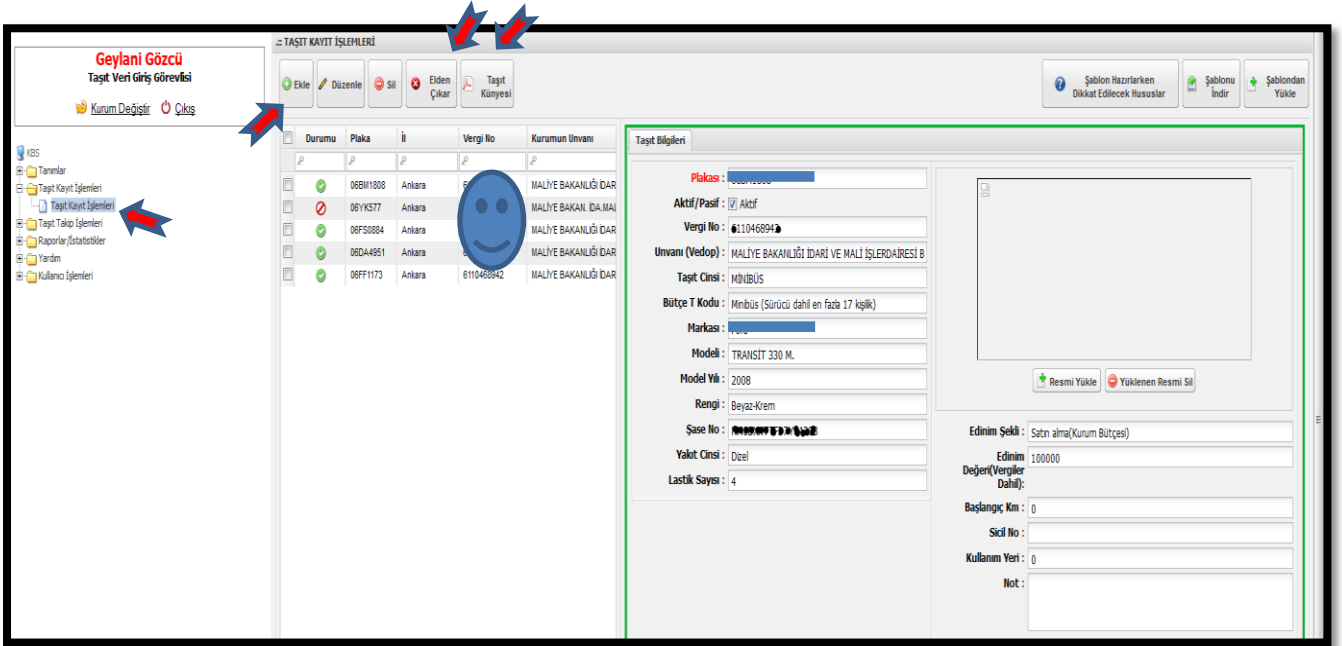 .:: TAŞIT KAYIT İŞLEMLERİ
Geylani Gözcü
Taşıt Veri Giriş Görevlisi
Kurum Değiştir Çıkış
Ekle Düzenle Sil Elden Çıkar Taşıt Künyesi
Şablon Hazırlarken Dikkat Edilecek Hususlar
Şablonu İndir
Şablondan Yükle
KBS
Tanımlar
Taşıt Kayıt İşlemleri
Taşıt Kayıt İşlemleri
Taşıt Takip İşlemleri
Raporlar/İstatistikler
Yardım
Kullanıcı İşlemleri
Durumu Plaka İl Vergi No Kurumun Unvanı
06BM1808 Ankara MALİYE BAKANLIĞI İDAR
06YK577 Ankara MALİYE BAKAN. İDA.MAL
06FS0884 Ankara MALİYE BAKANLIĞI İDAR
06DA4951 Ankara MALİYE BAKANLIĞI İDAR
06FF1173 Ankara 6110468942 MALİYE BAKANLIĞI İDAR
Taşıt Bilgileri
Plakası :
Aktif/Pasif : Aktif
Vergi No :
Unvanı (Vedop) : MALİYE BAKANLIĞI İDARİ VE MALİ İŞLERDAİRESİ B
Taşıt Cinsi : MİNİBÜS
Bütçe T Kodu : Minibüs (Sürücü dahil en fazla 17 kişilik)
Markası :
Modeli : TRANSİT 330 M.
Model Yılı : 2008
Rengi : Beyaz-Krem
Şase No :
Yakıt Cinsi : Dizel
Lastik Sayısı : 4
Resmi Yükle Yüklenen Resmi Sil
Edinim Şekli : Satın alma(Kurum Bütçesi)
Edinim 100000
Değeri(Vergiler
Dahil):
Başlangıç Km : 0
Sicil No :
Kullanım Yeri : 0
Not :